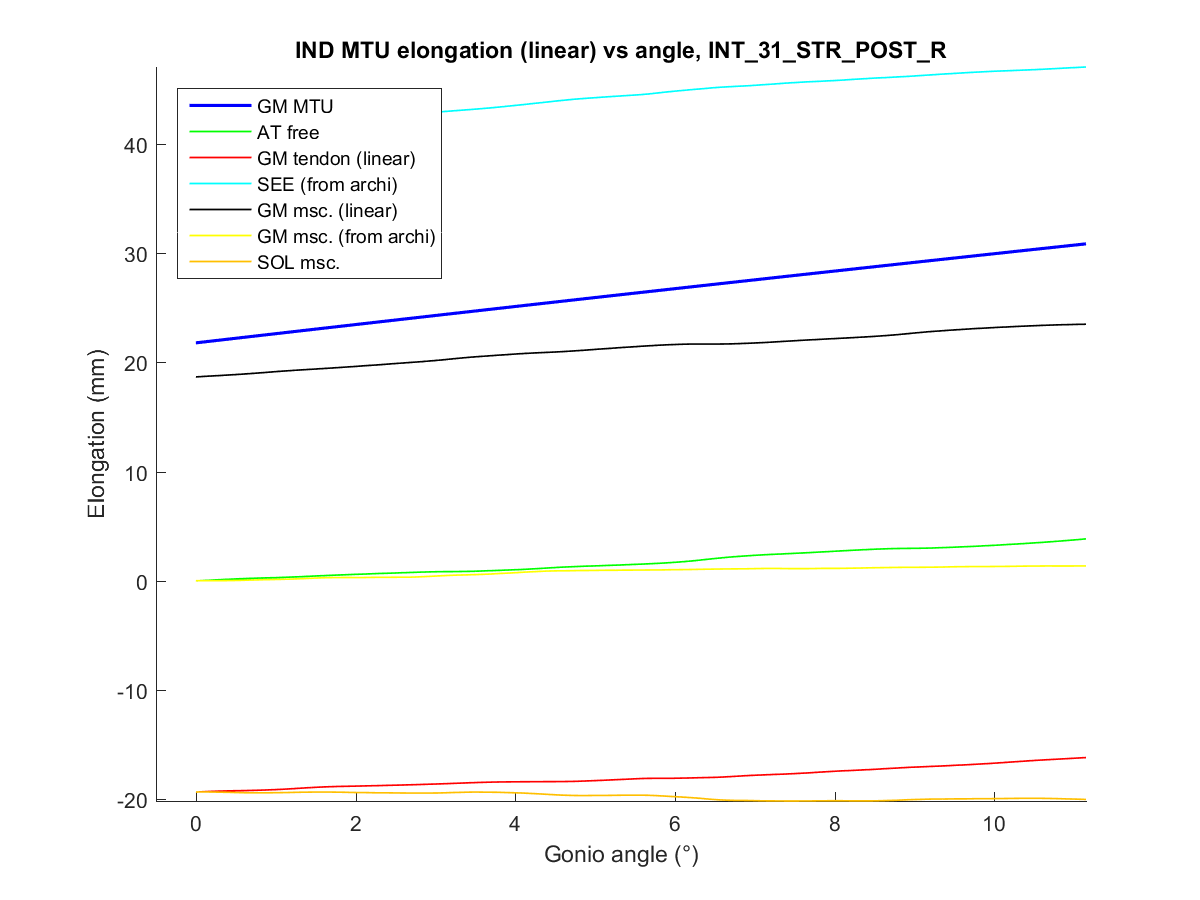 IND MTU elongation (linear) vs angle, INT_31_STR_POST_R
GM MTU
AT free
GM tendon (linear)
SEE (from archi)
GM msc. (linear)
GM msc. (from archi)
SOL msc.
40
30
20
10
0
-10
-20
Elongation (mm)
0 2 4 6 8 10
Gonio angle (°)